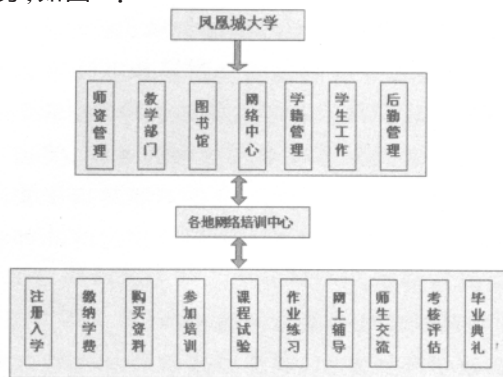 凤凰城大学
师资管理
教学部门
图书馆
网络中心
学籍管理
学生工作
后勤管理
各地网络培训中心
注册入学
缴纳学费
购买资料
参加培训
课程试验
作业练习
网上辅导
师生交流
考核评估
毕业典礼